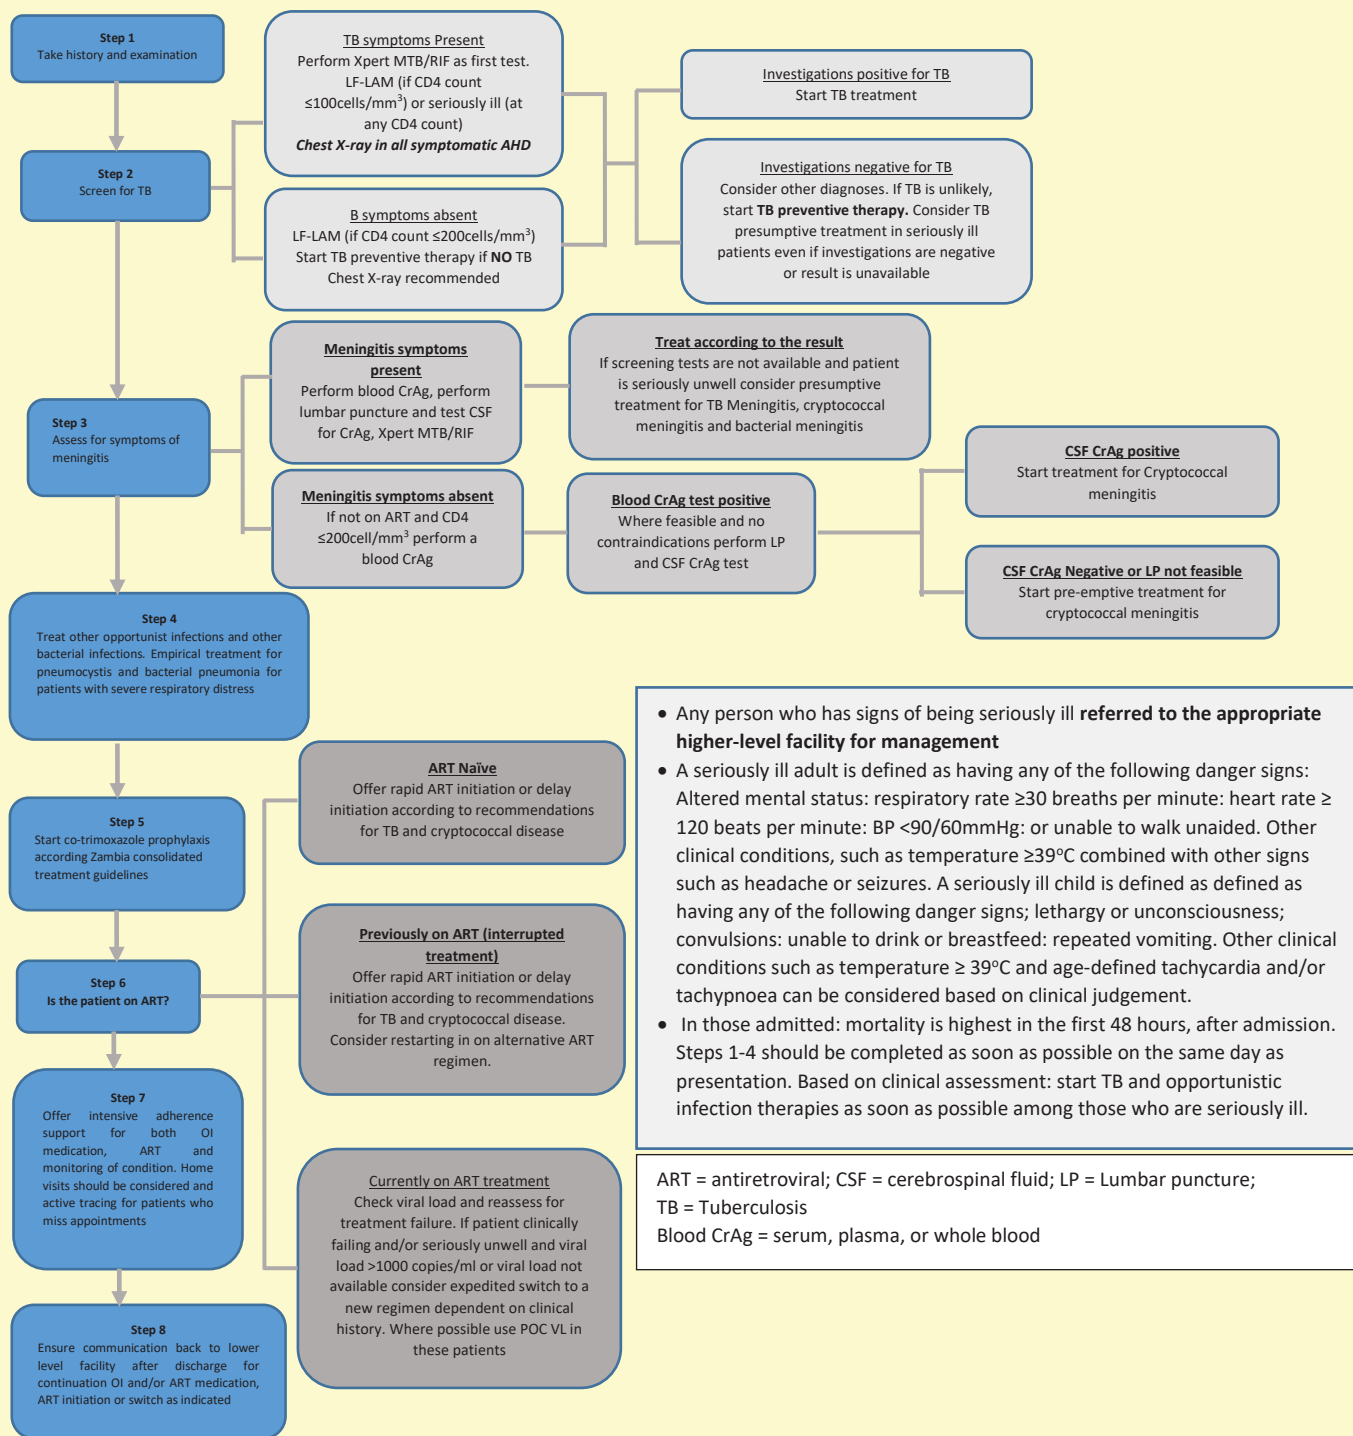 Step 1
Take history and examination
TB symptoms Present
Perform Xpert MTB/RIF as first test.
LF-LAM (if CD4 count
≤100cells/mm³) or seriously ill (at
any CD4 count)
Chest X-ray in all symptomatic AHD
Investigations positive for TB
Start TB treatment
Step 2
Screen for TB
Investigations negative for TB
Consider other diagnoses. If TB is unlikely,
start TB preventive therapy. Consider TB
presumptive treatment in seriously ill
patients even if investigations are negative
or result is unavailable
B symptoms absent
LF-LAM (if CD4 count ≤200cells/mm³)
Start TB preventive therapy if NO TB
Chest X-ray recommended
Step 3
Assess for symptoms of
meningitis
Meningitis symptoms
present
Perform blood CrAg, perform
lumbar puncture and test CSF
for CrAg, Xpert MTB/RIF
Treat according to the result
If screening tests are not available and patient
is seriously unwell consider presumptive
treatment for TB Meningitis, cryptococcal
meningitis and bacterial meningitis
Meningitis symptoms absent
If not on ART and CD4
≤200cell/mm³ perform a
blood CrAg
Blood CrAg test positive
Where feasible and no
contraindications perform LP
and CSF CrAg test
CSF CrAg positive
Start treatment for Cryptococcal
meningitis
CSF CrAg Negative or LP not feasible
Start pre-emptive treatment for
cryptococcal meningitis
Step 4
Treat other opportunist infections and other
bacterial infections. Empirical treatment for
pneumocystis and bacterial pneumonia for
patients with severe respiratory distress
Step 5
Start co-trimoxazole prophylaxis
according Zambia consolidated
treatment guidelines
Step 6
Is the patient on ART?
ART Naïve
Offer rapid ART initiation or delay
initiation according to recommendations
for TB and cryptococcal disease
Previously on ART (interrupted
treatment)
Offer rapid ART initiation or delay
initiation according to recommendations
for TB and cryptococcal disease.
Consider restarting in on alternative ART
regimen.
Currently on ART treatment
Check viral load and reassess for
treatment failure. If patient clinically
failing and/or seriously unwell and viral
load >1000 copies/ml or viral load not
available consider expedited switch to a
new regimen dependent on clinical
history. Where possible use POC VL in
these patients
Step 7
Offer intensive adherence
support for both OI
medication, ART and
monitoring of condition. Home
visits should be considered and
active tracing for patients who
miss appointments
Step 8
Ensure communication back to lower
level facility after discharge for
continuation OI and/or ART medication,
ART initiation or switch as indicated
• Any person who has signs of being seriously ill referred to the appropriate
higher-level facility for management
• A seriously ill adult is defined as having any of the following danger signs:
Altered mental status: respiratory rate ≥30 breaths per minute: heart rate ≥
120 beats per minute: BP <90/60mmHg: or unable to walk unaided. Other
clinical conditions, such as temperature ≥39°C combined with other signs
such as headache or seizures. A seriously ill child is defined as defined as
having any of the following danger signs; lethargy or unconsciousness;
convulsions: unable to drink or breastfeed: repeated vomiting. Other clinical
conditions such as temperature ≥ 39°C and age-defined tachycardia and/or
tachypnoea can be considered based on clinical judgement.
• In those admitted: mortality is highest in the first 48 hours, after admission.
Steps 1-4 should be completed as soon as possible on the same day as
presentation. Based on clinical assessment: start TB and opportunistic
infection therapies as soon as possible among those who are seriously ill.
ART = antiretroviral; CSF = cerebrospinal fluid; LP = Lumbar puncture;
TB = Tuberculosis
Blood CrAg = serum, plasma, or whole blood